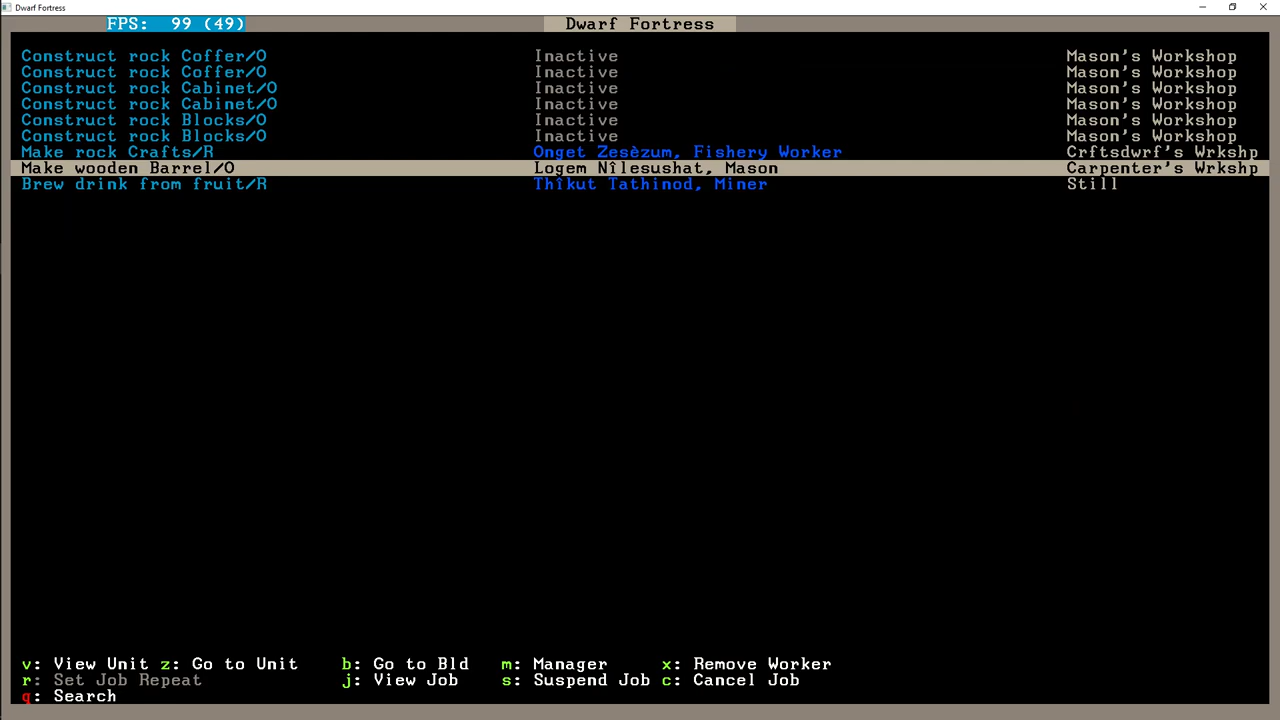 Dwarf Fortress
FPS: 99 (49) Dwarf Fortress
Construct rock Coffer/O Inactive Mason's Workshop
Construct rock Coffer/O Inactive Mason's Workshop
Construct rock Cabinet/O Inactive Mason's Workshop
Construct rock Cabinet/O Inactive Mason's Workshop
Construct rock Blocks/O Inactive Mason's Workshop
Construct rock Blocks/O Inactive Mason's Workshop
Make rock Crafts/R Onget Zesèzum, Fishery Worker Crftsdwrf's Wrkshp
Make wooden Barrel/O Logem Nîlesushat, Mason Carpenter's Wrkshp
Brew drink from fruit/R Thîkut Tathinod, Miner Still
v: View Unit z: Go to Unit b: Go to Bld m: Manager x: Remove Worker
r: Set Job Repeat j: View Job s: Suspend Job c: Cancel Job
q: Search